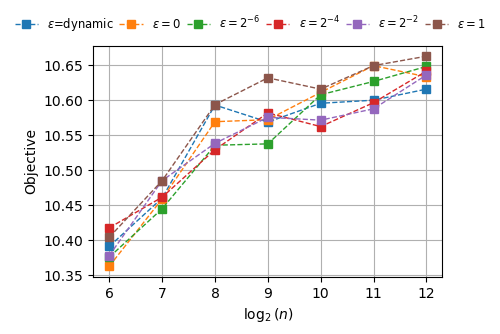 ε=dynamic ε = 0 ε = 2⁻⁶ ε = 2⁻⁴ ε = 2⁻² ε = 1
10.65
10.60
10.55
10.50
10.45
10.40
10.35
Objective
6 7 8 9 10 11 12
log₂(n)